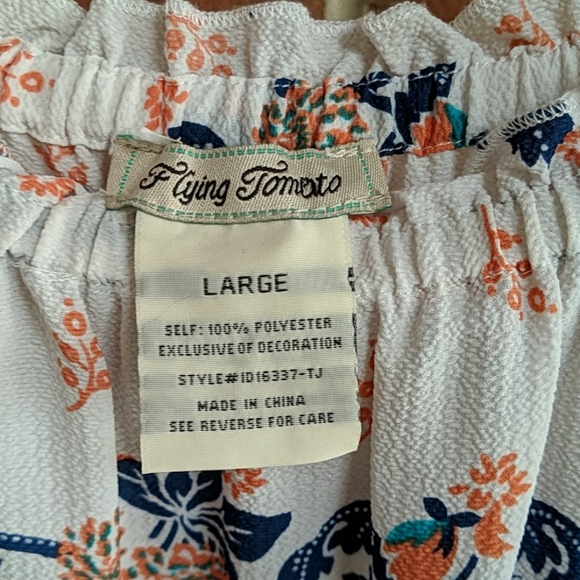 Flying Tomato
LARGE
SELF: 100% POLYESTER
EXCLUSIVE OF DECORATION
STYLE#ID16337-TJ
MADE IN CHINA
SEE REVERSE FOR CARE